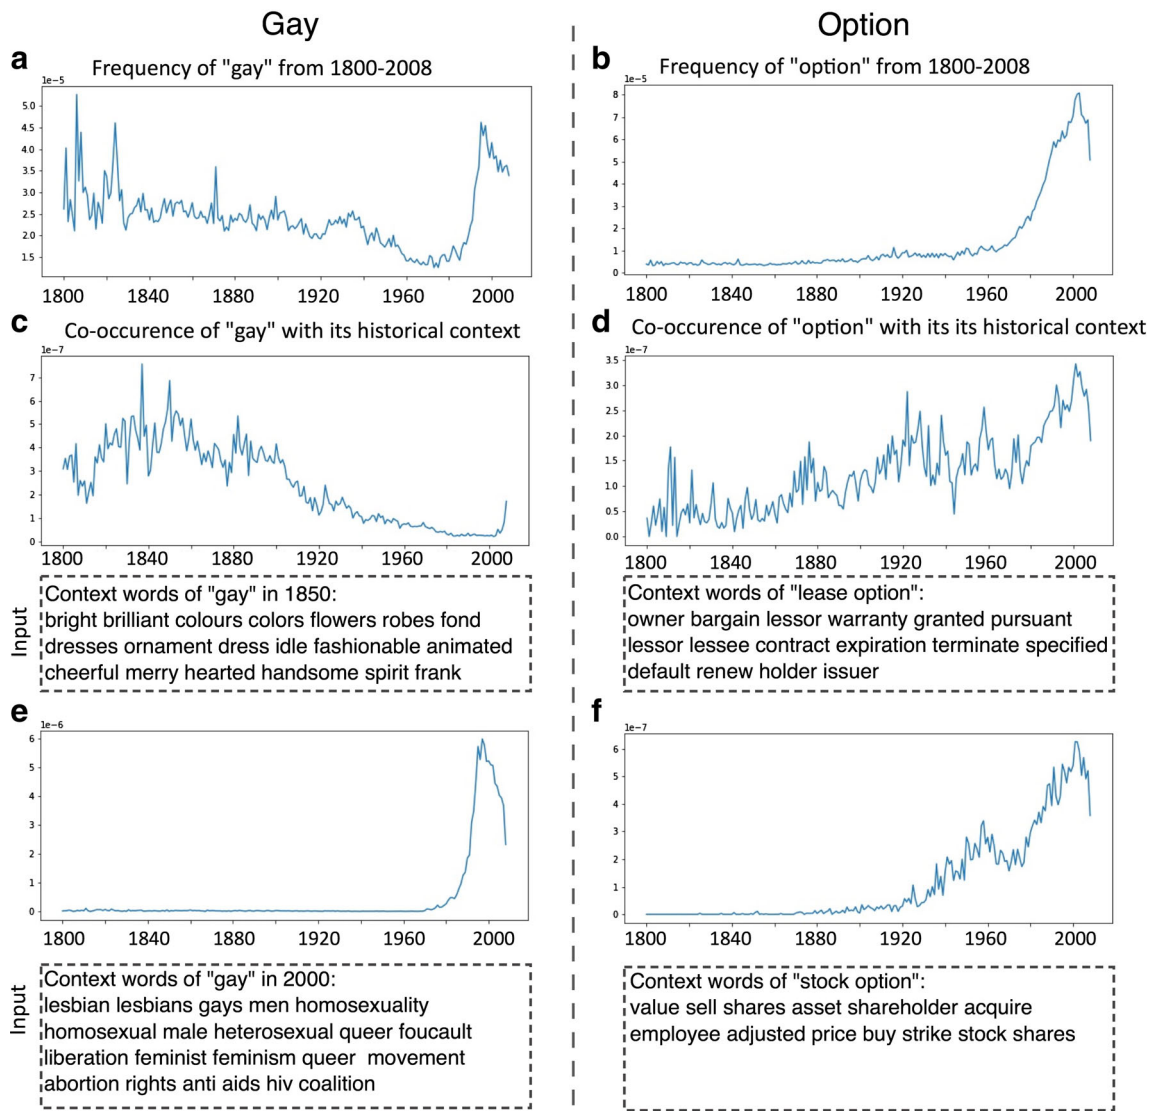 Gay
Option
a
Frequency of "gay" from 1800-2008
1e-5
5.0
4.5
4.0
3.5
3.0
2.5
2.0
1.5
1800 1840 1880 1920 1960 2000
b
Frequency of "option" from 1800-2008
1e-5
8
7
6
5
4
3
2
1
0
1800 1840 1880 1920 1960 2000
c
Co-occurence of "gay" with its historical context
1e-7
7
6
5
4
3
2
1
0
1800 1840 1880 1920 1960 2000
Input
Context words of "gay" in 1850:
bright brilliant colours colors flowers robes fond
dresses ornament dress idle fashionable animated
cheerful merry hearted handsome spirit frank
d
Co-occurence of "option" with its its historical context
1e-7
3.5
3.0
2.5
2.0
1.5
1.0
0.5
0.0
1800 1840 1880 1920 1960 2000
Context words of "lease option":
owner bargain lessor warranty granted pursuant
lessor lessee contract expiration terminate specified
default renew holder issuer
e
1e-6
6
5
4
3
2
1
0
1800 1840 1880 1920 1960 2000
Input
Context words of "gay" in 2000:
lesbian lesbians gays men homosexuality
homosexual male heterosexual queer foucault
liberation feminist feminism queer movement
abortion rights anti aids hiv coalition
f
1e-7
6
5
4
3
2
1
0
1800 1840 1880 1920 1960 2000
Context words of "stock option":
value sell shares asset shareholder acquire
employee adjusted price buy strike stock shares